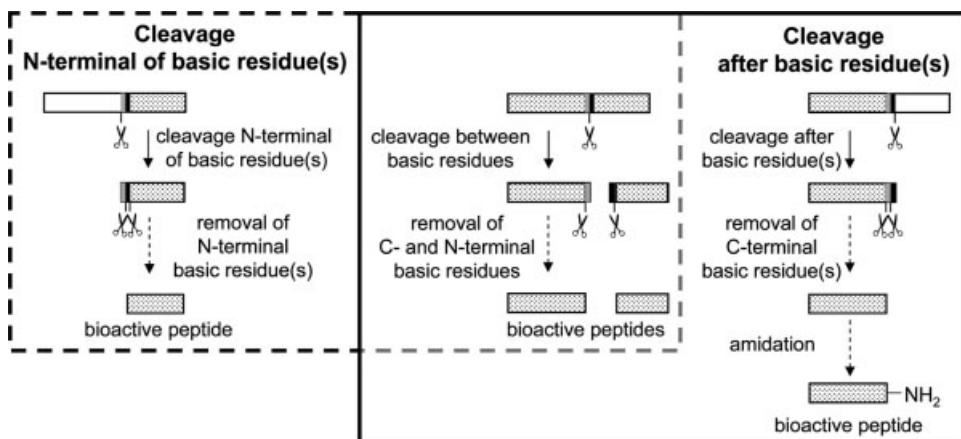 Cleavage
N-terminal of basic residue(s)
cleavage N-terminal
of basic residue(s)
removal of
N-terminal
basic residue(s)
bioactive peptide
cleavage between
basic residues
removal of
C- and N-terminal
basic residues
bioactive peptides
Cleavage
after basic residue(s)
cleavage after
basic residue(s)
removal of
C-terminal
basic residue(s)
amidation
NH₂
bioactive peptide